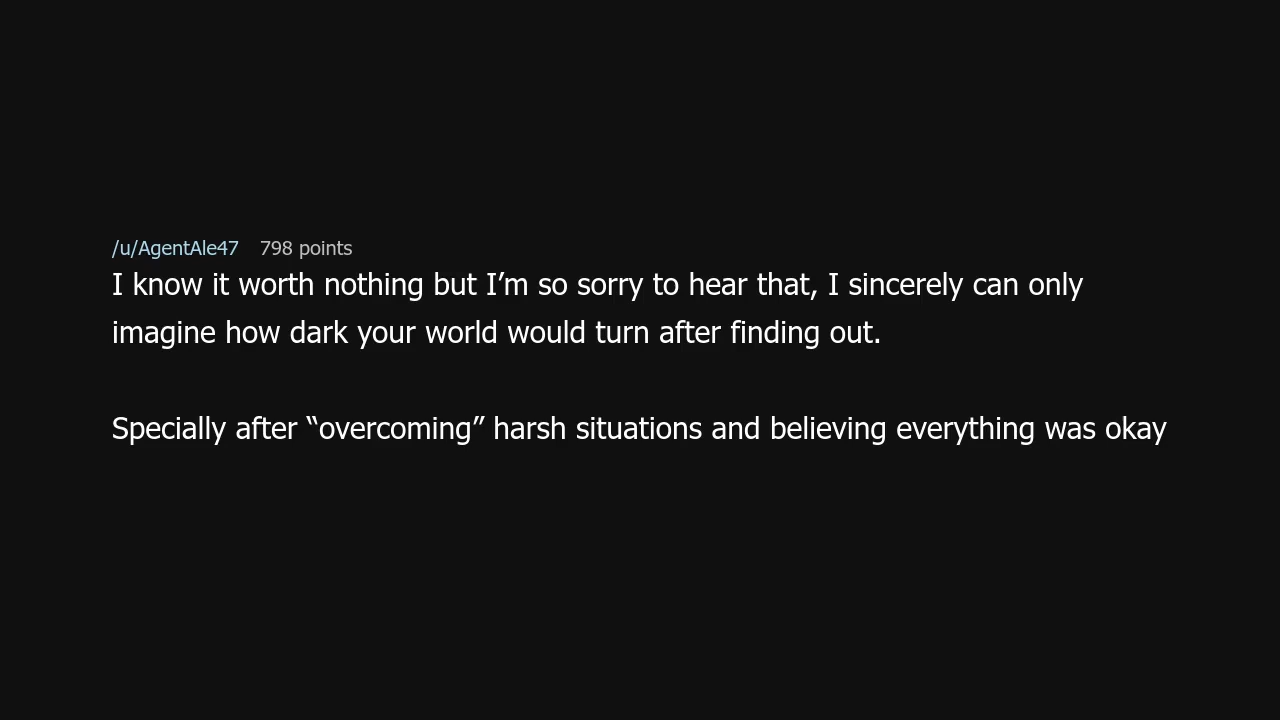 /u/AgentAle47 798 points
I know it worth nothing but I’m so sorry to hear that, I sincerely can only
imagine how dark your world would turn after finding out.
Specially after “overcoming” harsh situations and believing everything was okay